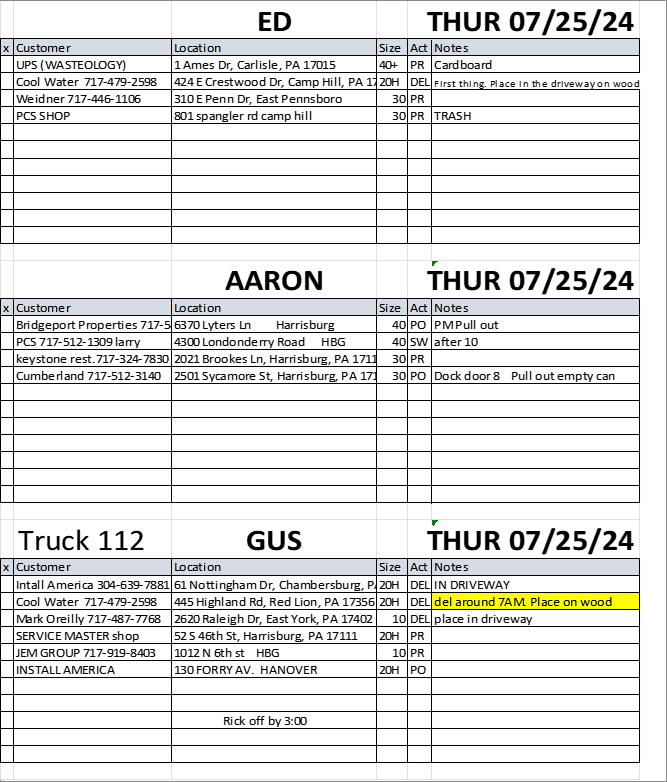 ED THUR 07/25/24
x Customer Location Size Act Notes
UPS (WASTEOLOGY) 1 Ames Dr, Carlisle, PA 17015 40+ PR Cardboard
Cool Water 717-479-2598 424 E Crestwood Dr, Camp Hill, PA 17 20H DEL First thing. Place in the driveway on wood
Weidner 717-446-1106 310 E Penn Dr, East Pennsboro 30 PR
PCS SHOP 801 spangler rd camp hill 30 PR TRASH
AARON THUR 07/25/24
x Customer Location Size Act Notes
Bridgeport Properties 717-5 6370 Lyters Ln Harrisburg 40 PO PM Pull out
PCS 717-512-1309 larry 4300 Londonderry Road HBG 40 SW after 10
keystone rest.717-324-7830 2021 Brookes Ln, Harrisburg, PA 1711 30 PR
Cumberland 717-512-3140 2501 Sycamore St, Harrisburg, PA 171 30 PO Dock door 8 Pull out empty can
Truck 112 GUS THUR 07/25/24
x Customer Location Size Act Notes
Intall America 304-639-7881 61 Nottingham Dr, Chambersburg, PA 20H DEL IN DRIVEWAY
Cool Water 717-479-2598 445 Highland Rd, Red Lion, PA 17356 20H DEL del around 7AM. Place on wood
Mark Oreilly 717-487-7768 2620 Raleigh Dr, East York, PA 17402 10 DEL place in driveway
SERVICE MASTER shop 52 S 46th St, Harrisburg, PA 17111 20H PR
JEM GROUP 717-919-8403 1012 N 6th st HBG 10 PR
INSTALL AMERICA 130 FORRY AV. HANOVER 20H PO
Rick off by 3:00